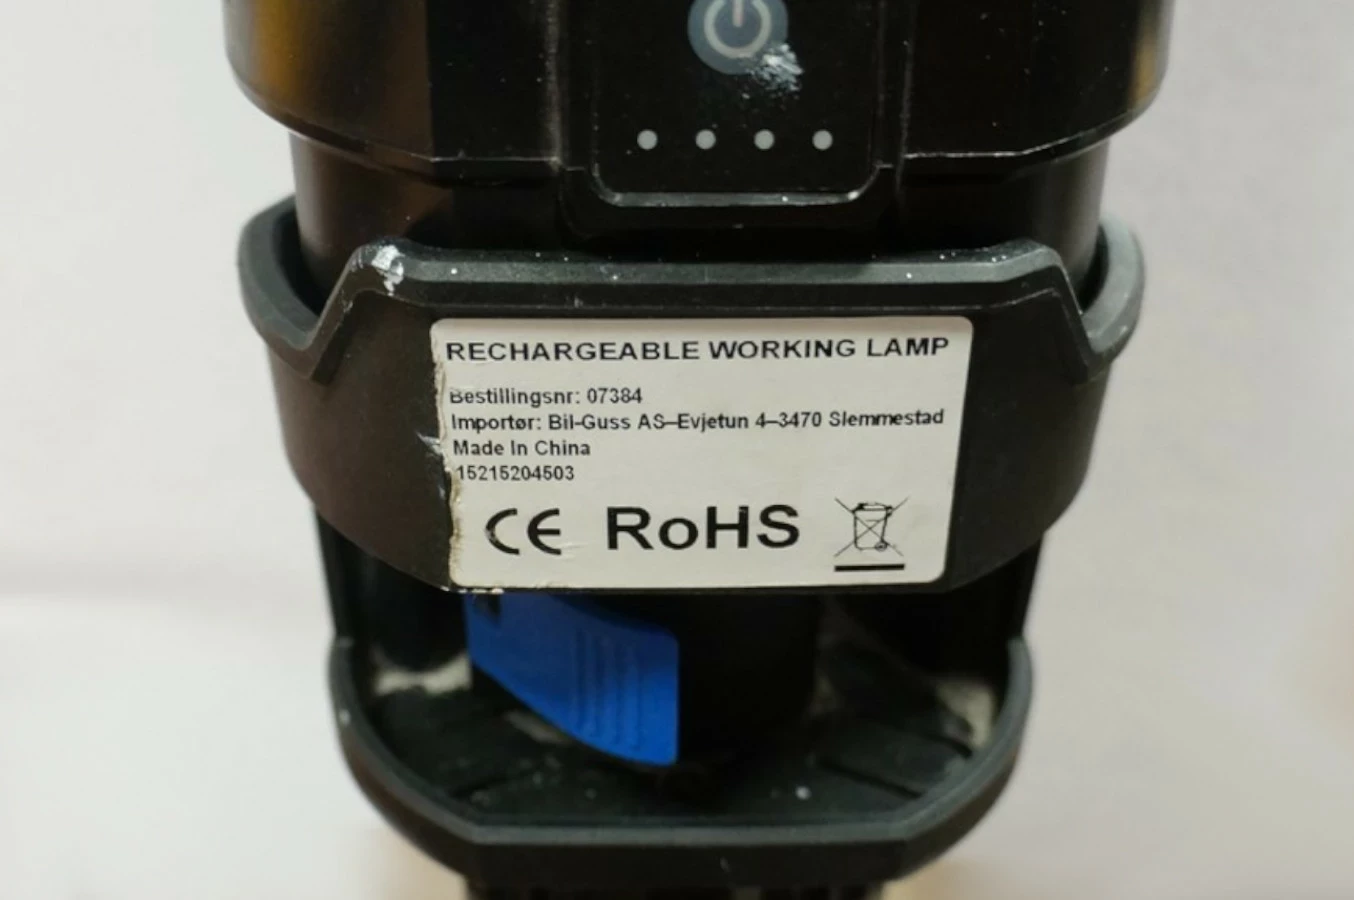 RECHARGEABLE WORKING LAMP
Bestillingsnr: 07384
Importør: Bil-Guss AS–Evjetun 4–3470 Slemmestad
Made In China
15215204503
CE RoHS